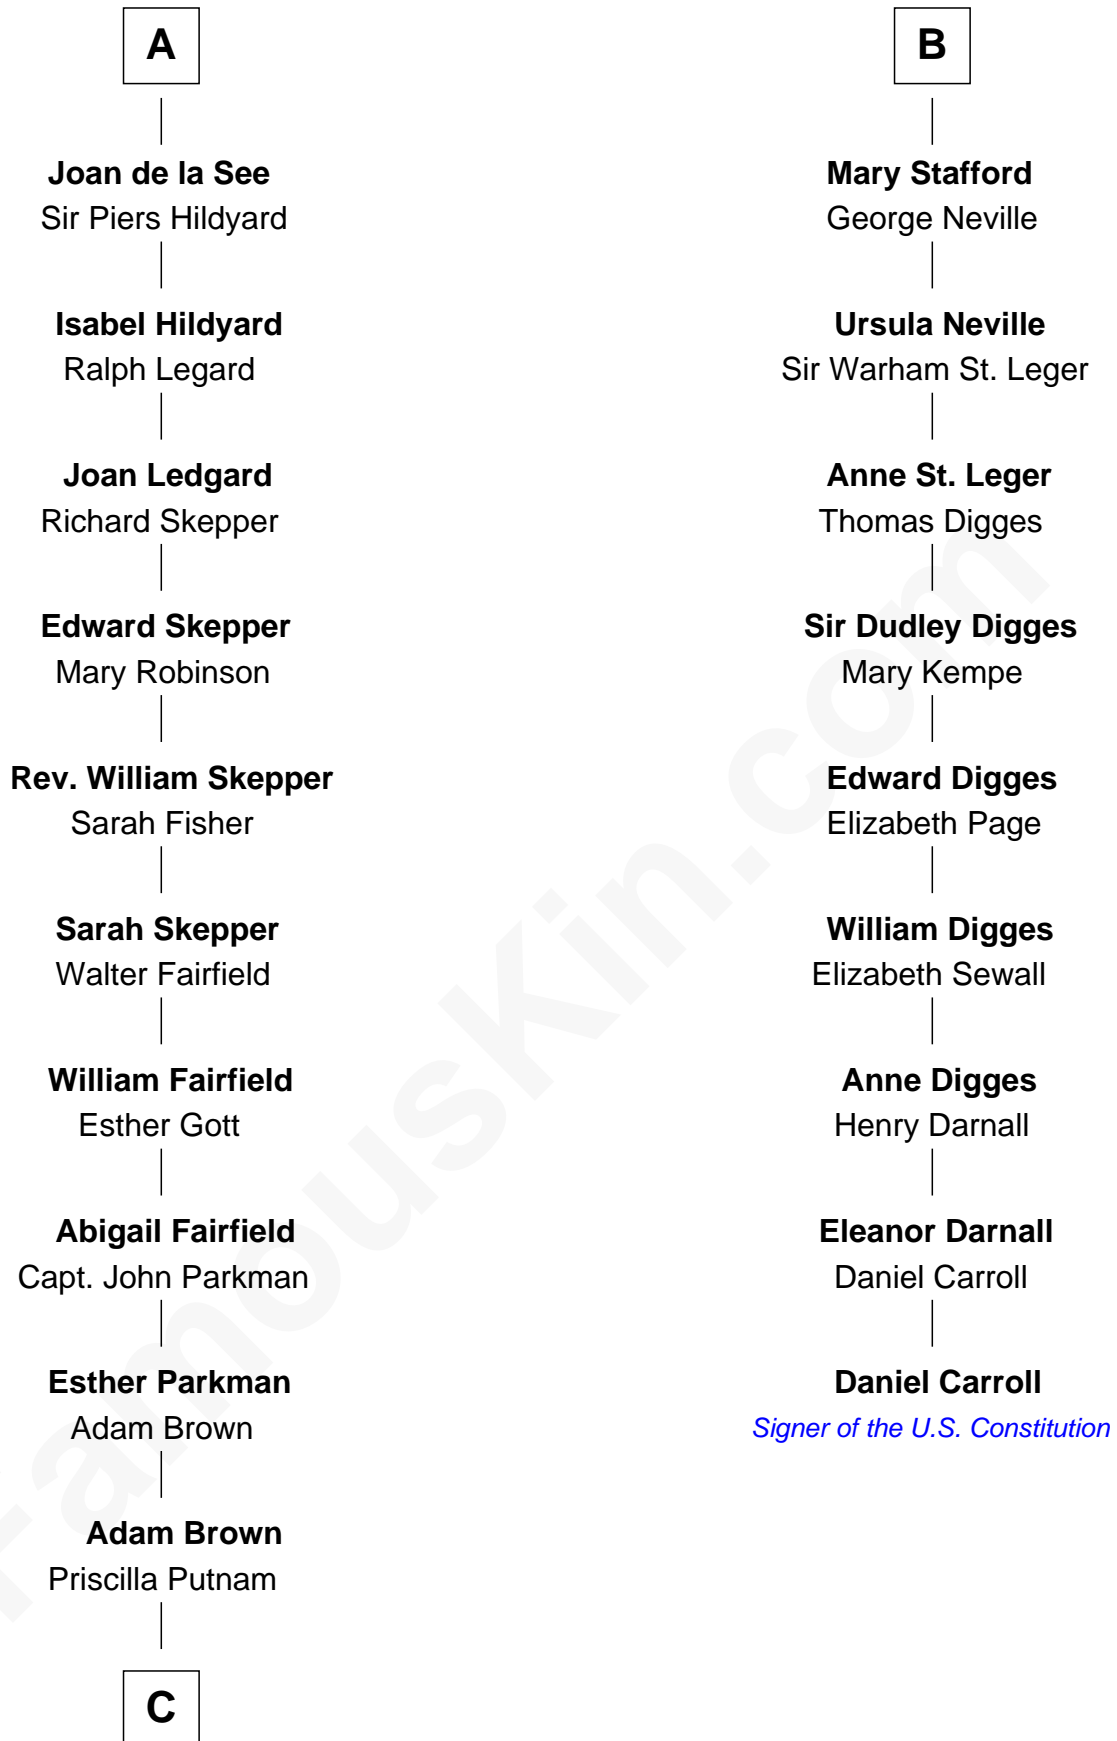 A
Joan de la See
Sir Piers Hildyard
Isabel Hildyard
Ralph Legard
Joan Ledgard
Richard Skepper
Edward Skepper
Mary Robinson
Rev. William Skepper
Sarah Fisher
Sarah Skepper
Walter Fairfield
William Fairfield
Esther Gott
Abigail Fairfield
Capt. John Parkman
Esther Parkman
Adam Brown
Adam Brown
Priscilla Putnam
C
B
Mary Stafford
George Neville
Ursula Neville
Sir Warham St. Leger
Anne St. Leger
Thomas Digges
Sir Dudley Digges
Mary Kempe
Edward Digges
Elizabeth Page
William Digges
Elizabeth Sewall
Anne Digges
Henry Darnall
Eleanor Darnall
Daniel Carroll
Daniel Carroll
Signer of the U.S. Constitution
FamousKin.com